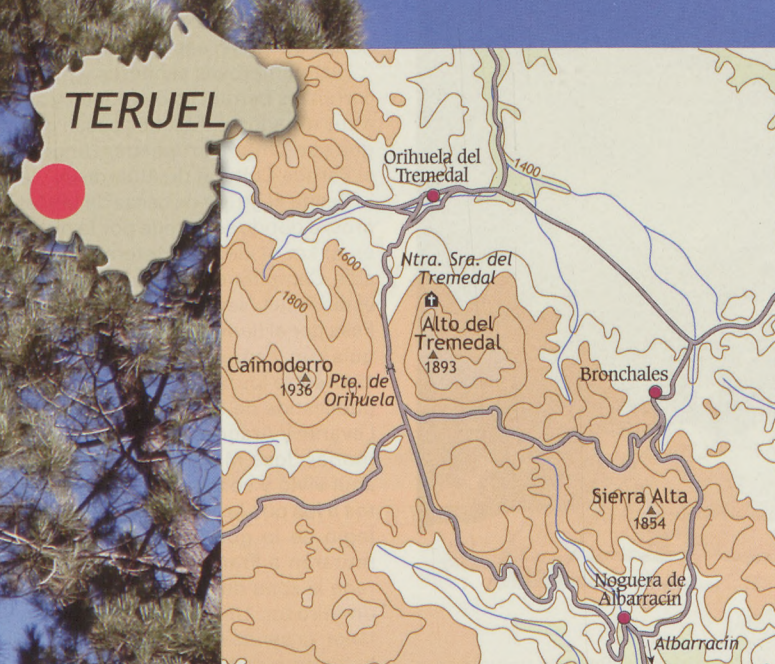 TERUEL
Orihuela del
Tremedal
1400
1600
Ntra. Sra. del
Tremedal
1800
Alto del
Tremedal
1893
Caimodorro
1936
Pto. de
Orihuela
Bronchales
Sierra Alta
1854
Noguera de
Albarracín
Albarracín